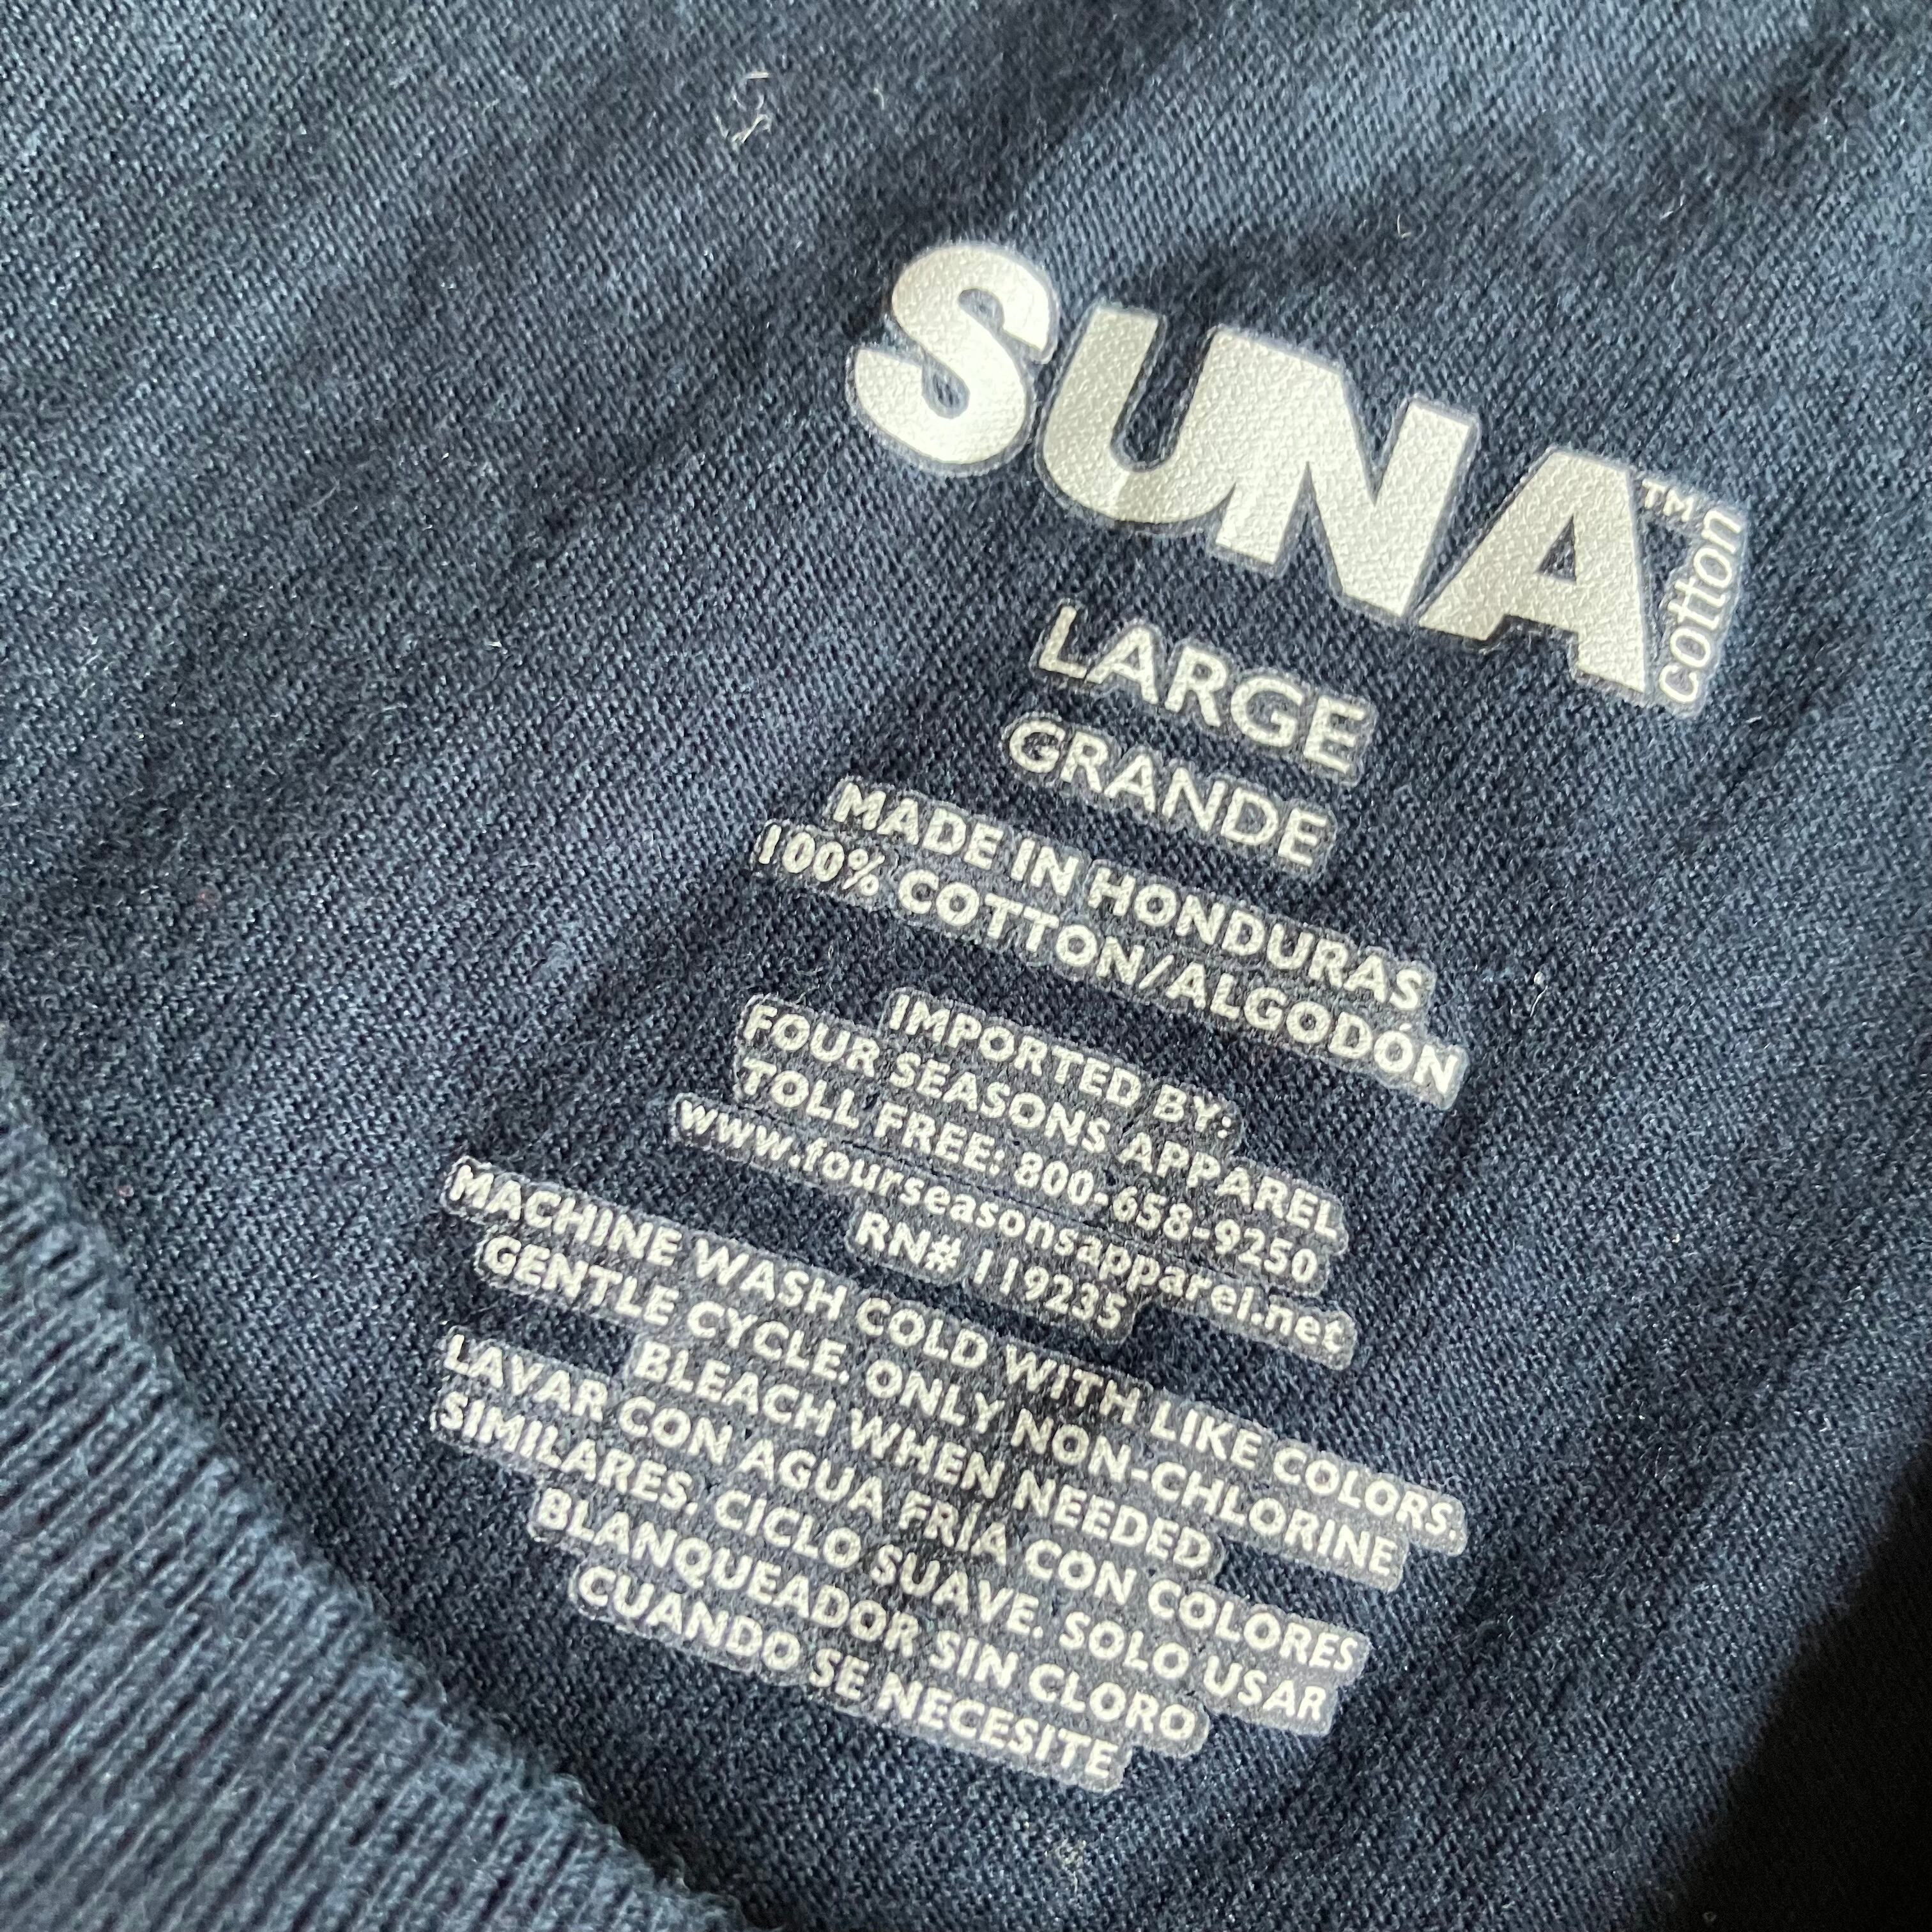 SUNA™
cotton
LARGE
GRANDE
MADE IN HONDURAS
100% COTTON/ALGODÓN
IMPORTED BY:
FOUR SEASONS APPAREL
TOLL FREE: 800-658-9250
www.fourseasonsapparel.net
RN# 119235
MACHINE WASH COLD WITH LIKE COLORS.
GENTLE CYCLE. ONLY NON-CHLORINE
BLEACH WHEN NEEDED
LAVAR CON AGUA FRÍA CON COLORES
SIMILARES. CICLO SUAVE. SOLO USAR
BLANQUEADOR SIN CLORO
CUANDO SE NECESITE